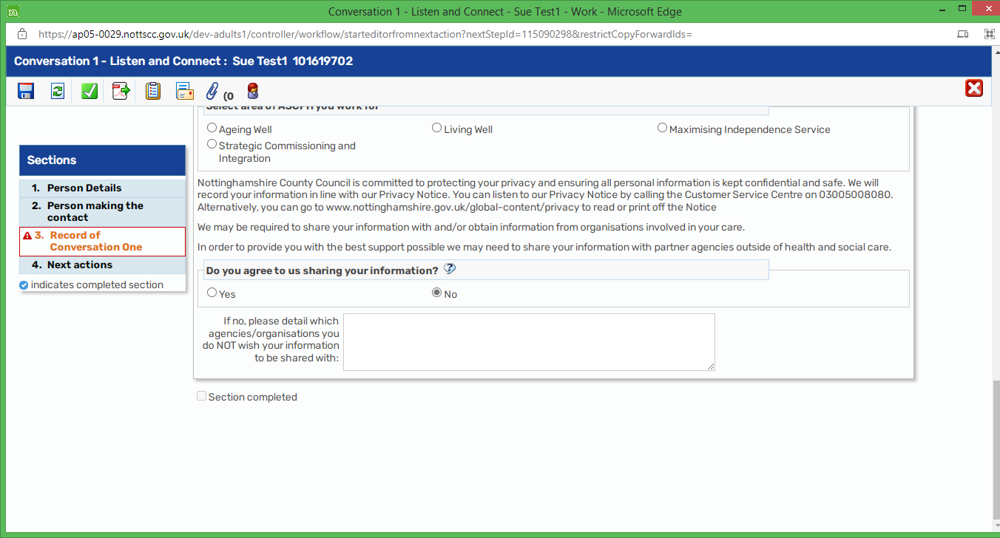 Conversation 1 - Listen and Connect - Sue Test1 - Work - Microsoft Edge
https://ap05-0029.nottscc.gov.uk/dev-adults1/controller/workflow/starteditorfromnextaction?nextStepId=115090298&restrictCopyForwardIds=
Conversation 1 - Listen and Connect : Sue Test1 101619702
(0
Select area of ASCPH you work for
Ageing Well
Living Well
Maximising Independence Service
Strategic Commissioning and
Integration
Sections
1. Person Details
2. Person making the
contact
3. Record of
Conversation One
4. Next actions
indicates completed section
Nottinghamshire County Council is committed to protecting your privacy and ensuring all personal information is kept confidential and safe. We will
record your information in line with our Privacy Notice. You can listen to our Privacy Notice by calling the Customer Service Centre on 03005008080.
Alternatively, you can go to www.nottinghamshire.gov.uk/global-content/privacy to read or print off the Notice
We may be required to share your information with and/or obtain information from organisations involved in your care.
In order to provide you with the best support possible we may need to share your information with partner agencies outside of health and social care.
Do you agree to us sharing your information?
Yes
No
If no, please detail which
agencies/organisations you
do NOT wish your information
to be shared with:
Section completed